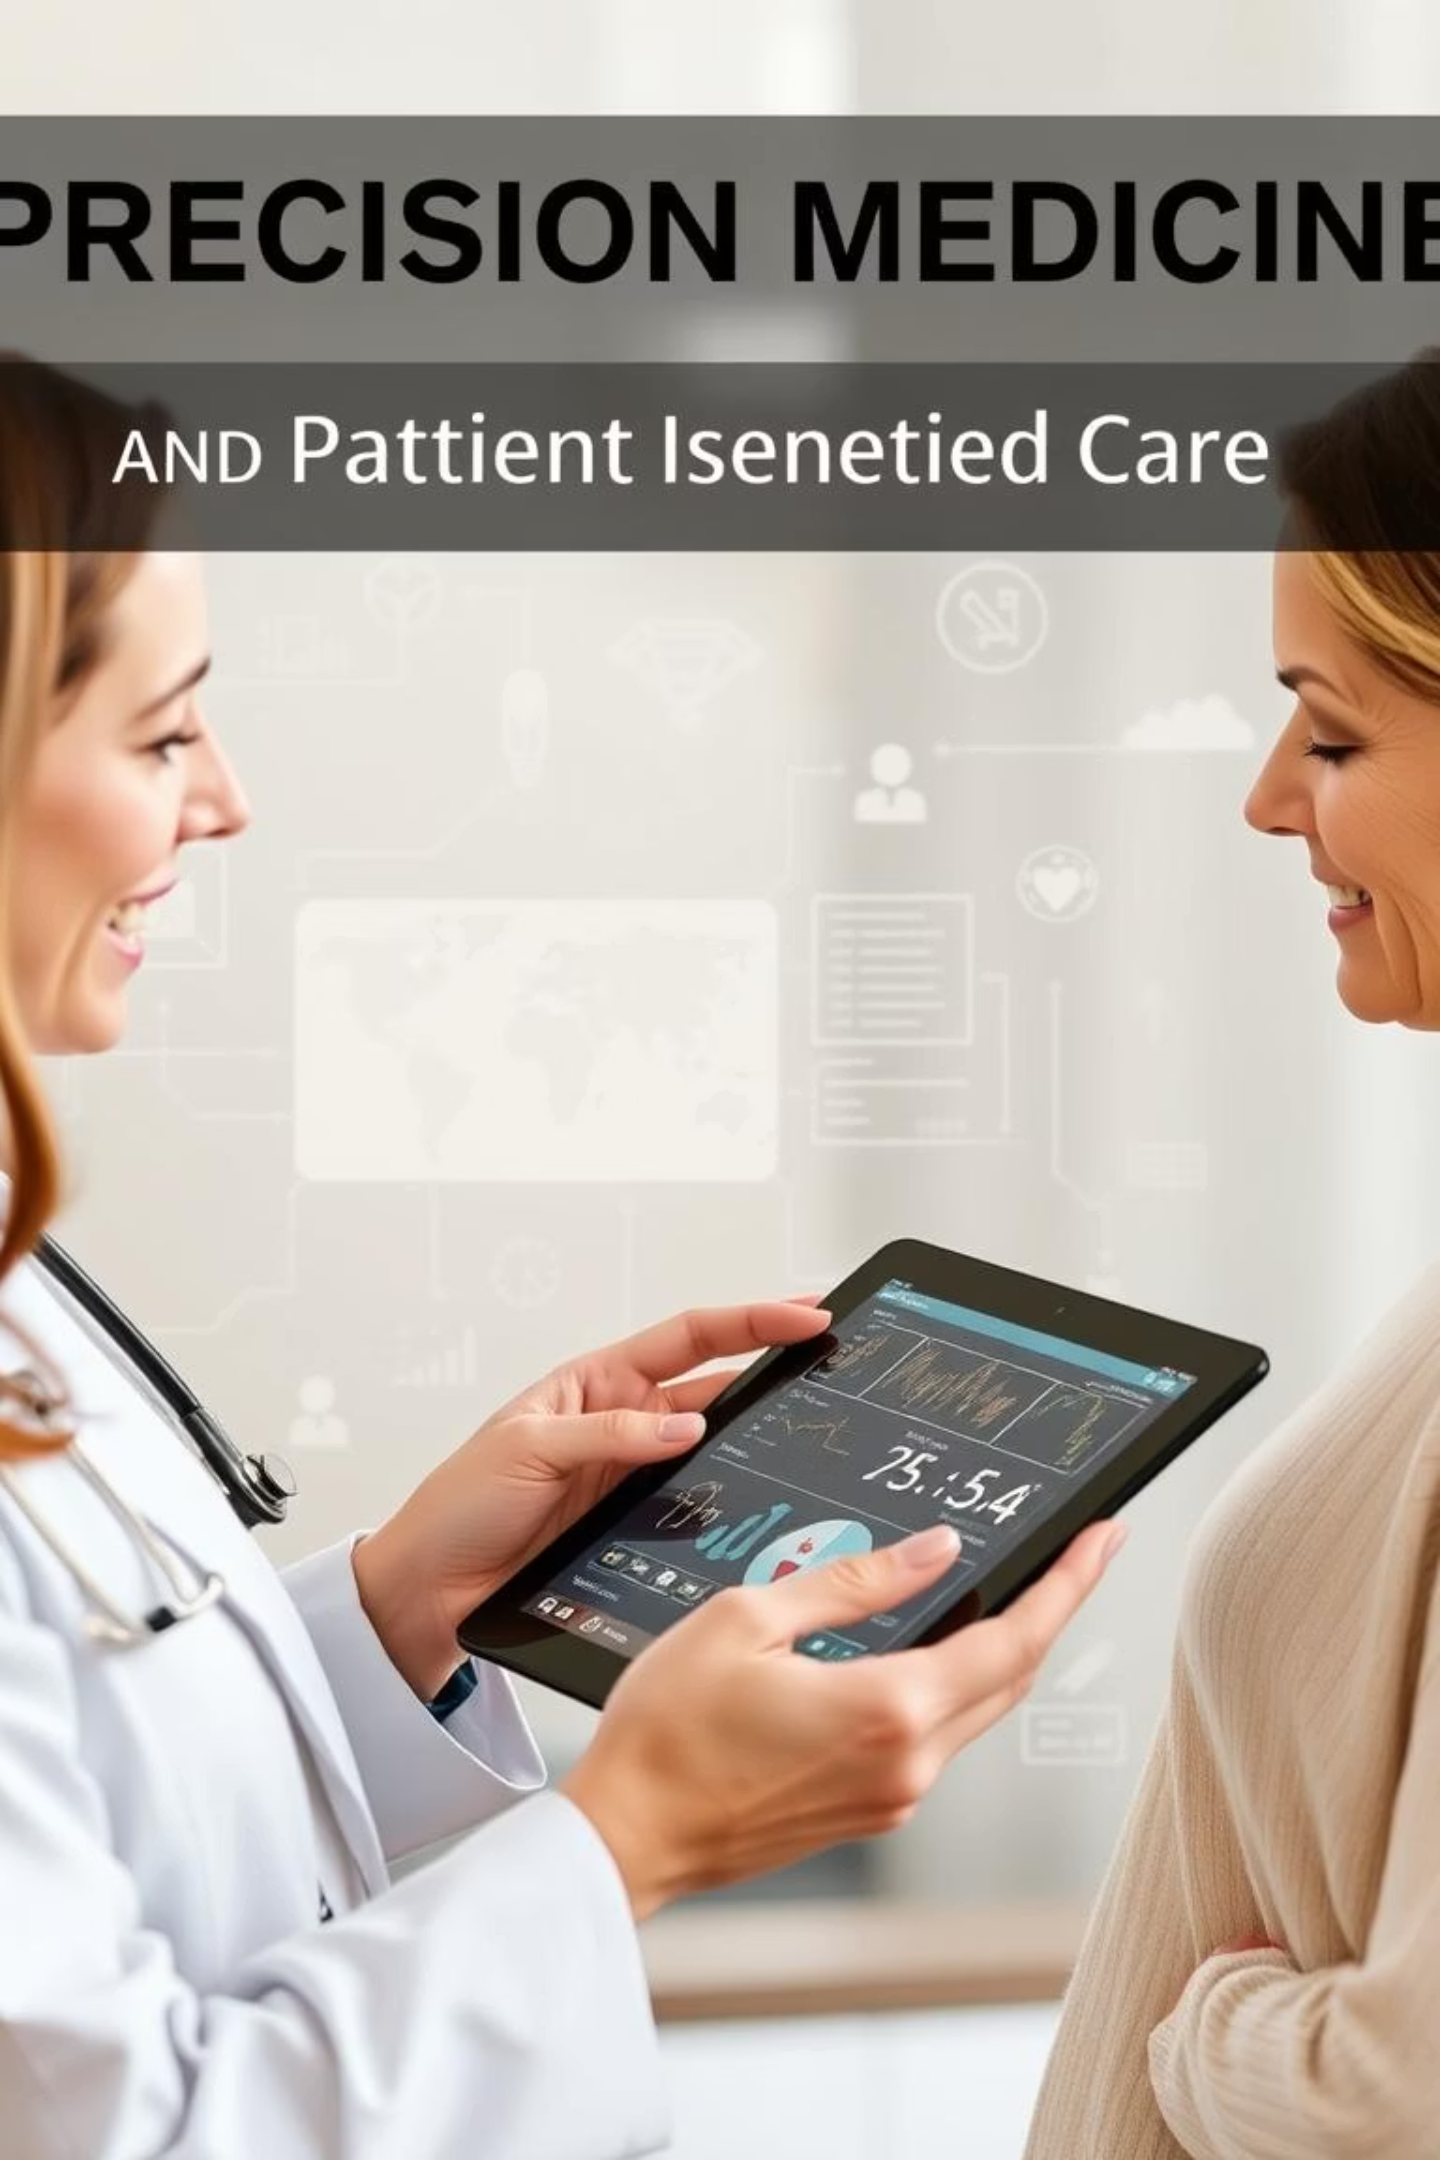 PRECISION MEDICINE
AND Pattient Isenetied Care
75.:5.4